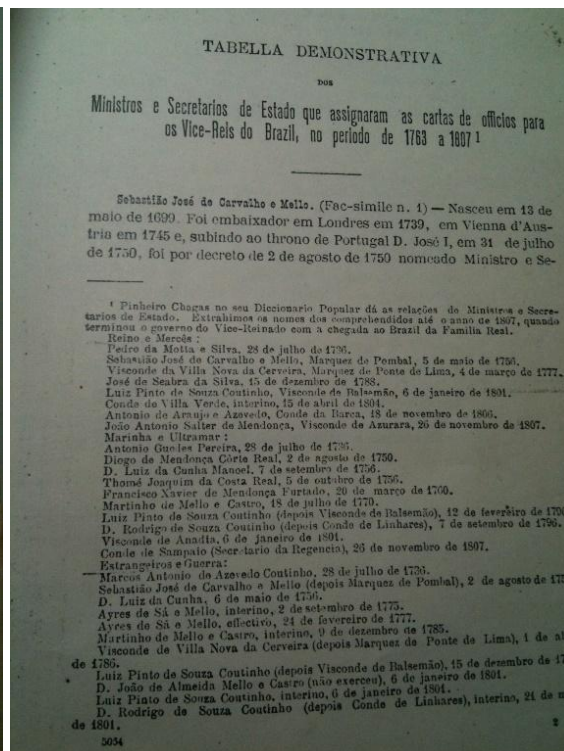 TABELLA DEMONSTRATIVA
DOS
Ministros e Secretarios de Estado que assignaram as cartas de officios para
os Vice-Reis do Brazil, no periodo de 1763 a 1807 ¹
Sebastião José de Carvalho e Mello. (Fac-simile n. 1) — Nasceu em 13 de
maio de 1699. Foi embaixador em Londres em 1739, em Vienna d'Aus-
tria em 1745 e, subindo ao throno de Portugal D. José I, em 31 de julho
de 1750, foi por decreto de 2 de agosto de 1750 nomeado Ministro e Se-
¹ Pinheiro Chagas no seu Diccionario Popular dá as relações de Ministros e Secre-
tarios de Estado. Extrahimos os nomes dos comprehendidos até o anno de 1807, quando
terminou o governo do Vice-Reinado com a chegada ao Brazil da Familia Real.
Reino e Mercês :
Pedro da Motta e Silva, 28 de julho de 1736.
Sebastião José de Carvalho e Mello, Marquez de Pombal, 5 de maio de 1756.
Visconde da Villa Nova da Cerveira, Marquez de Ponte de Lima, 4 de março de 1777.
José de Seabra da Silva, 15 de dezembro de 1788.
Luiz Pinto de Souza Coutinho, Visconde de Balsemão, 6 de janeiro de 1801.
Conde de Villa Verde, interino, 15 de abril de 1804.
Antonio de Araujo e Azevedo, Conde da Barca, 18 de novembro de 1806.
João Antonio Salter de Mendonça, Visconde de Azurara, 26 de novembro de 1807.
Marinha e Ultramar :
Antonio Guedes Pereira, 28 de julho de 1736.
Diogo de Mendonça Côrte Real, 2 de agosto de 1750.
D. Luiz da Cunha Manoel, 7 de setembro de 1756.
Thomé Joaquim da Costa Real, 5 de outubro de 1756.
Francisco Xavier de Mendonça Furtado, 20 de março de 1760.
Martinho de Mello e Castro, 18 de julho de 1770.
Luiz Pinto de Souza Coutinho (depois Visconde de Balsemão), 12 de fevereiro de
D. Rodrigo de Souza Coutinho (depois Conde de Linhares), 7 de setembro de 1796.
Visconde de Anadia, 6 de janeiro de 1801.
Conde de Sampaio (Secretario da Regencia), 26 de novembro de 1807.
Estrangeiros e Guerra:
Marcos Antonio de Azevedo Coutinho, 28 de julho de 1736.
Sebastião José de Carvalho e Mello (depois Marquez de Pombal), 2 de agosto de
D. Luiz da Cunha, 6 de maio de 1756.
Ayres de Sá e Mello, interino, 2 de setembro de 1775.
Ayres de Sá e Mello, effectivo, 24 de fevereiro de 1777.
Martinho de Mello e Castro, interino, 9 de dezembro de 1785.
Visconde de Villa Nova da Cerveira (depois Marquez de Ponte de Lima), 1 de
de 1786.
Luiz Pinto de Souza Coutinho (depois Visconde de Balsemão), 15 de dezembro de
D. João de Almeida Mello e Castro (não exerceu), 6 de janeiro de 1801.
Luiz Pinto de Souza Coutinho, interino, 6 de janeiro de 1801.
D. Rodrigo de Souza Coutinho (depois Conde de Linhares), interino, 21 de
de 1801.
5054
2